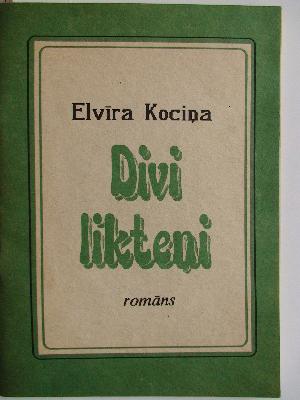 Elvīra Kociņa
Divi
likteņi
romāns